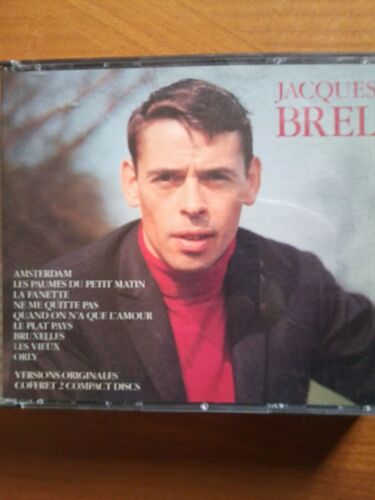 JACQUES
BREL
AMSTERDAM
LES PAUMES DU PETIT MATIN
LA FANETTE
NE ME QUITTE PAS
QUAND ON N'A QUE L'AMOUR
LE PLAT PAYS
BRUXELLES
LES VIEUX
ORLY
VERSIONS ORIGINALES
COFFRET 2 COMPACT DISCS